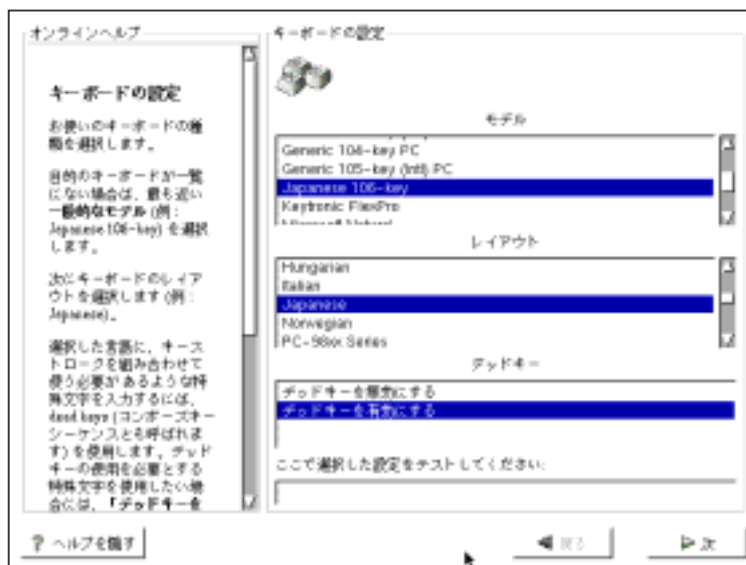 オンラインヘルプ
キーボードの設定
お使いのキーボードの種
類を選択します。
目的のキーボードが一覧
にない場合は、最も近い
一般的なモデル (例:
Japanese 106-key) を選択
します。
次にキーボードのレイア
ウトを選択します (例:
Japanese)。
選択した言語に、キース
トロークを組み合わせて
使う必要があるような特
殊文字を入力するには、
dead keys (コンポーズキー
シーケンスとも呼ばれま
す) を使用します。デッド
キーの使用を必要とする
特殊文字を使用したい場
合には、「デッドキーを
? ヘルプを隠す
キーボードの設定
モデル
Generic 104-key PC
Generic 105-key (Intl) PC
Japanese 106-key
Keytronic FlexPro
レイアウト
Hungarian
Italian
Japanese
Norwegian
PC-98xx Series
デッドキー
デッドキーを無効にする
デッドキーを有効にする
ここで選択した設定をテストしてください:
戻る
次